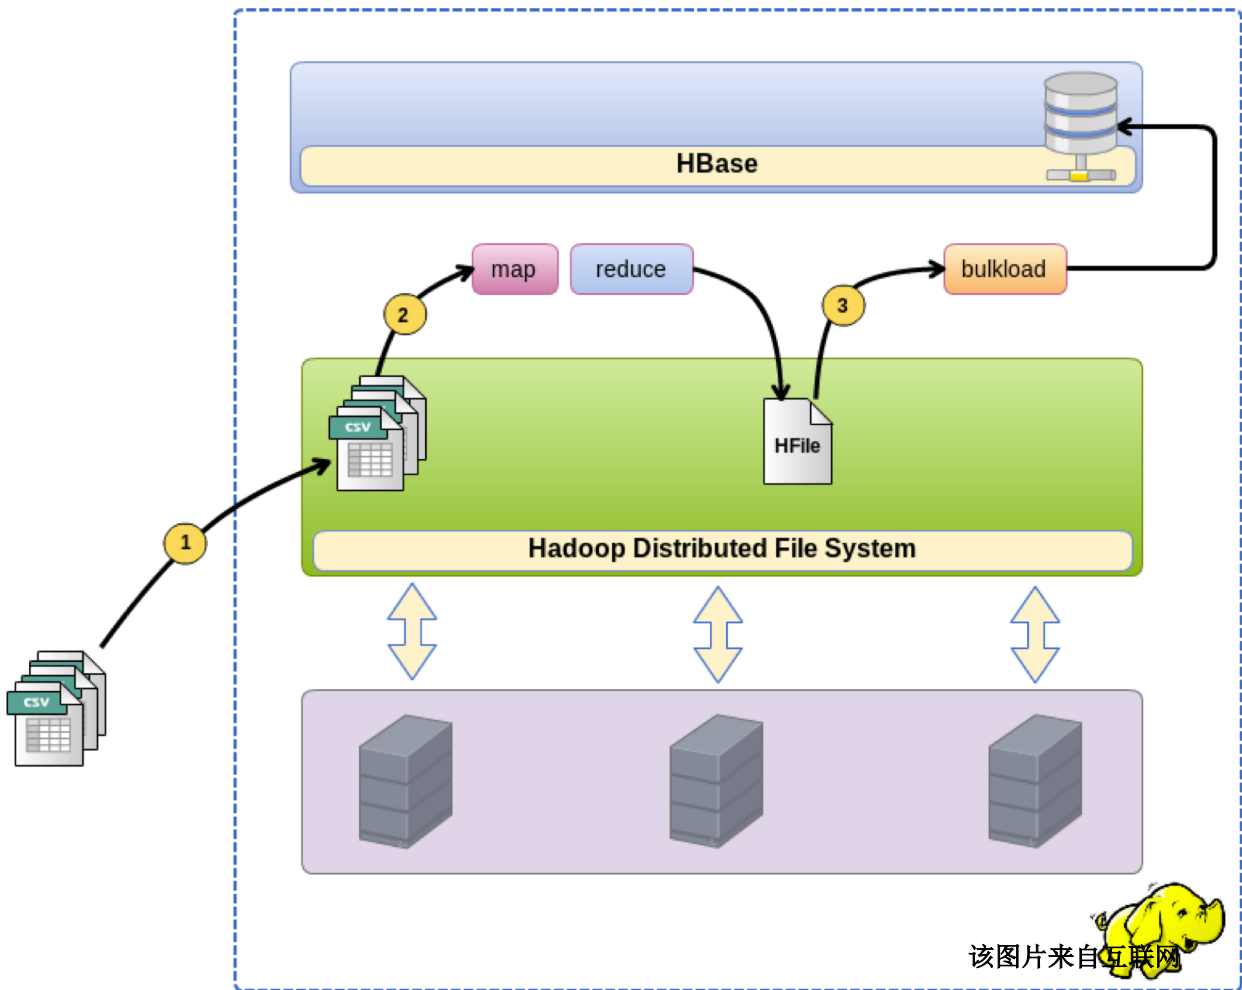 HBase
map
reduce
bulkload
2
3
CSV
HFile
1
Hadoop Distributed File System
CSV
该图片来自互联网